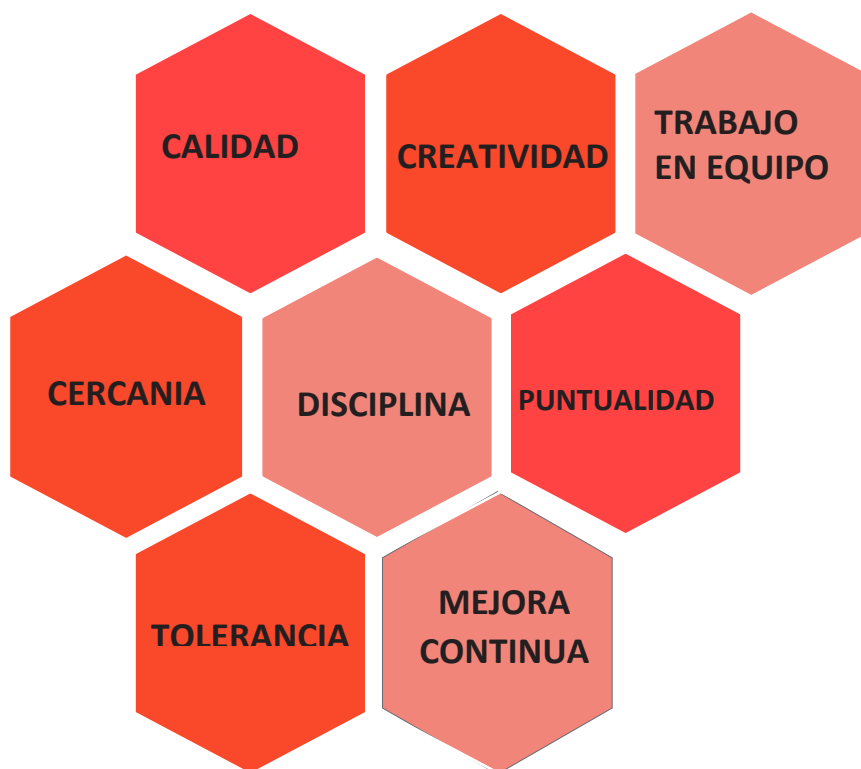 CALIDAD
CREATIVIDAD
TRABAJO
EN EQUIPO
CERCANIA
DISCIPLINA
PUNTUALIDAD
TOLERANCIA
MEJORA
CONTINUA